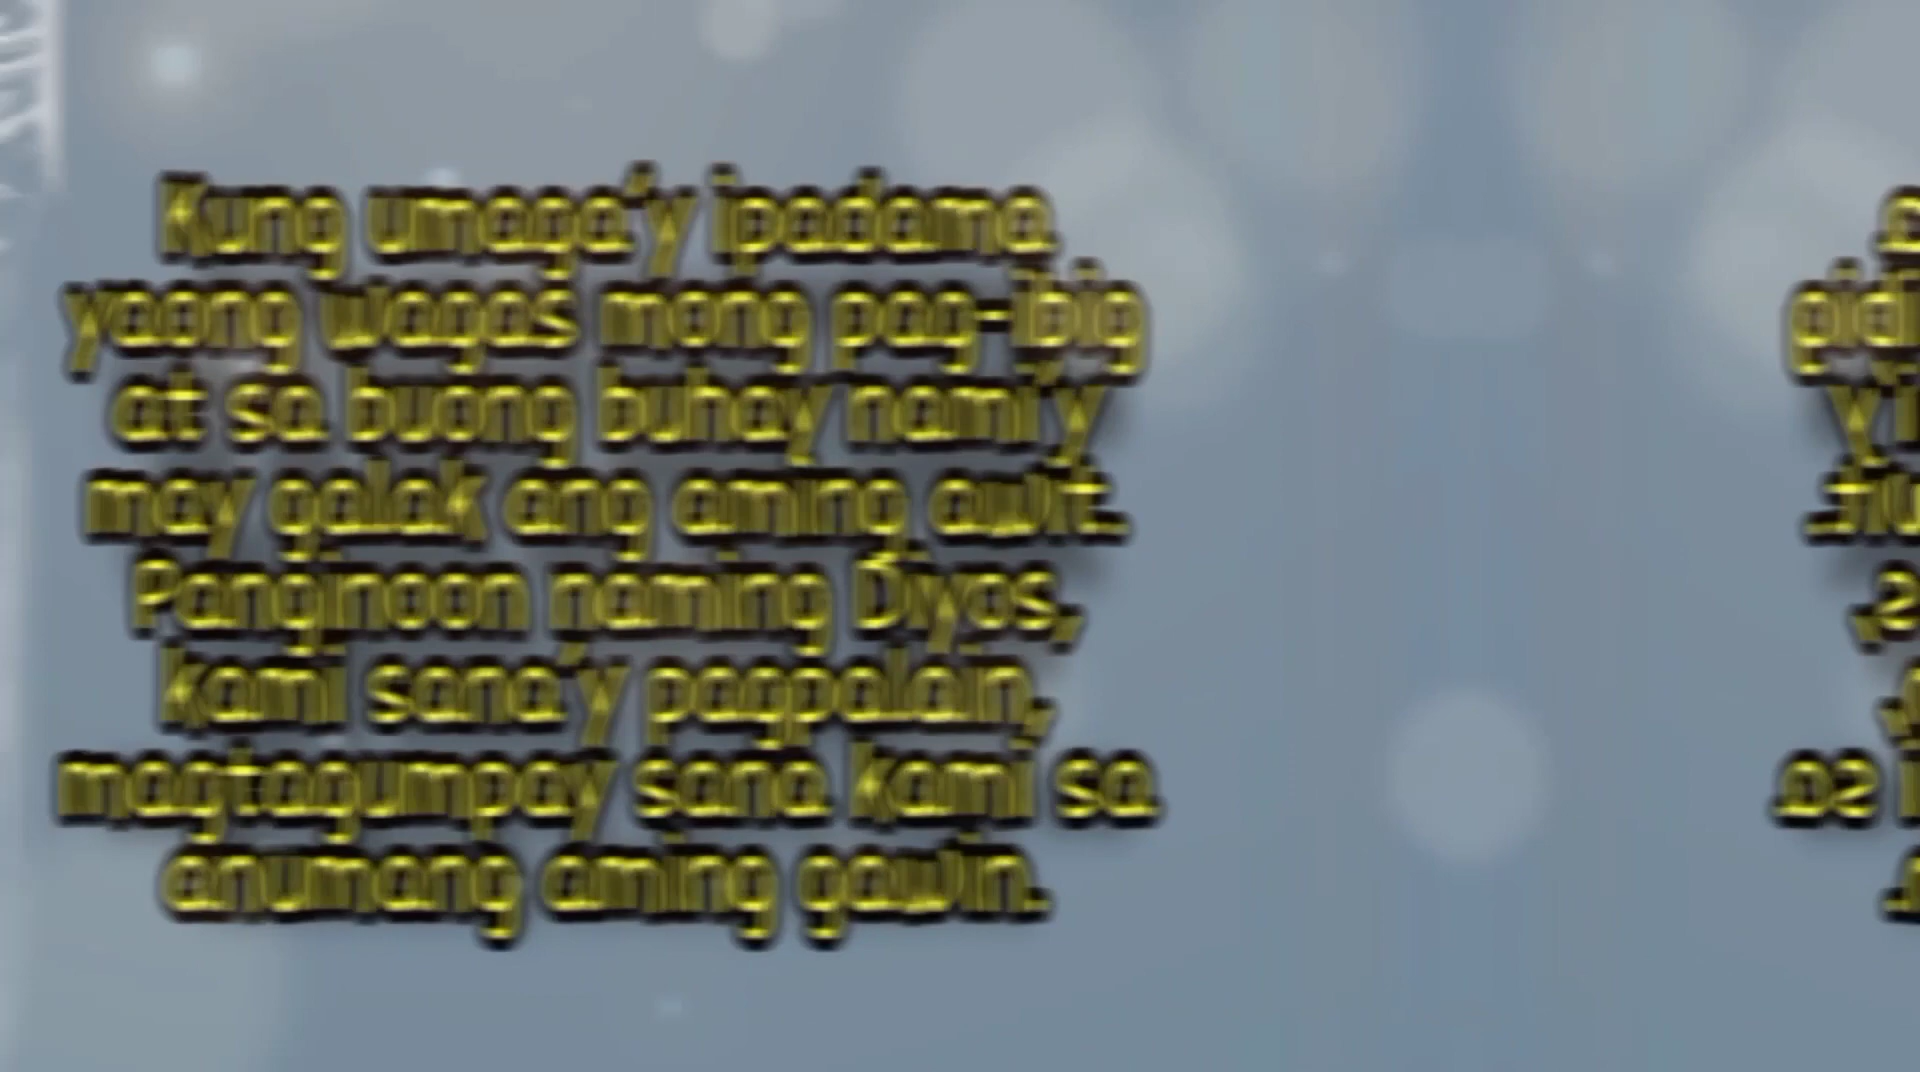 Kung umaga'y ipadama
yaong wagas mong pag-ibig
at sa buong buhay nami'y
may galak ang aming awit.
Panginoon naming Diyos,
kami sana'y pagpalain,
magtagumpay sana kami sa
anumang aming gawin.